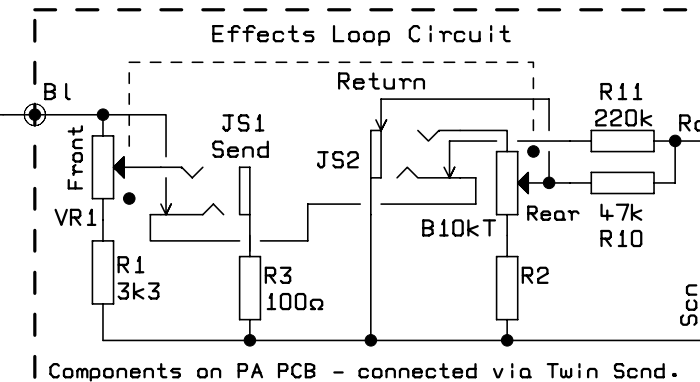 Effects Loop Circuit
Bl
Return
R11
220k
JS1
Send
Front
JS2
VR1
B10kT
Rear
47k
R10
R1
3k3
R3
100Ω
R2
Scn
Components on PA PCB - connected via Twin Scnd.